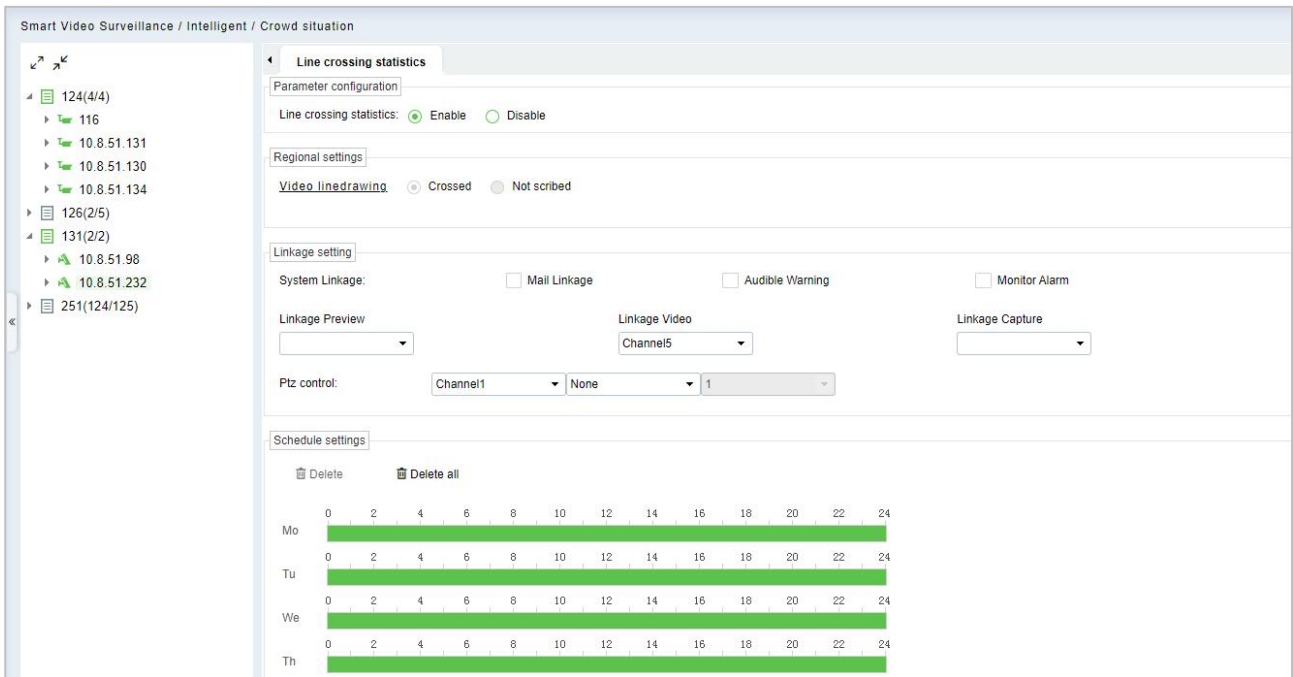 Smart Video Surveillance / Intelligent / Crowd situation
124(4/4)
116
10.8.51.131
10.8.51.130
10.8.51.134
126(2/5)
131(2/2)
10.8.51.98
10.8.51.232
251(124/125)
Line crossing statistics
Parameter configuration
Line crossing statistics: Enable Disable
Regional settings
Video linedrawing Crossed Not scribed
Linkage setting
System Linkage: Mail Linkage Audible Warning Monitor Alarm
Linkage Preview Linkage Video Linkage Capture
Channel5
Ptz control: Channel1 None 1
Schedule settings
Delete Delete all
0 2 4 6 8 10 12 14 16 18 20 22 24
Mo
0 2 4 6 8 10 12 14 16 18 20 22 24
Tu
0 2 4 6 8 10 12 14 16 18 20 22 24
We
0 2 4 6 8 10 12 14 16 18 20 22 24
Th